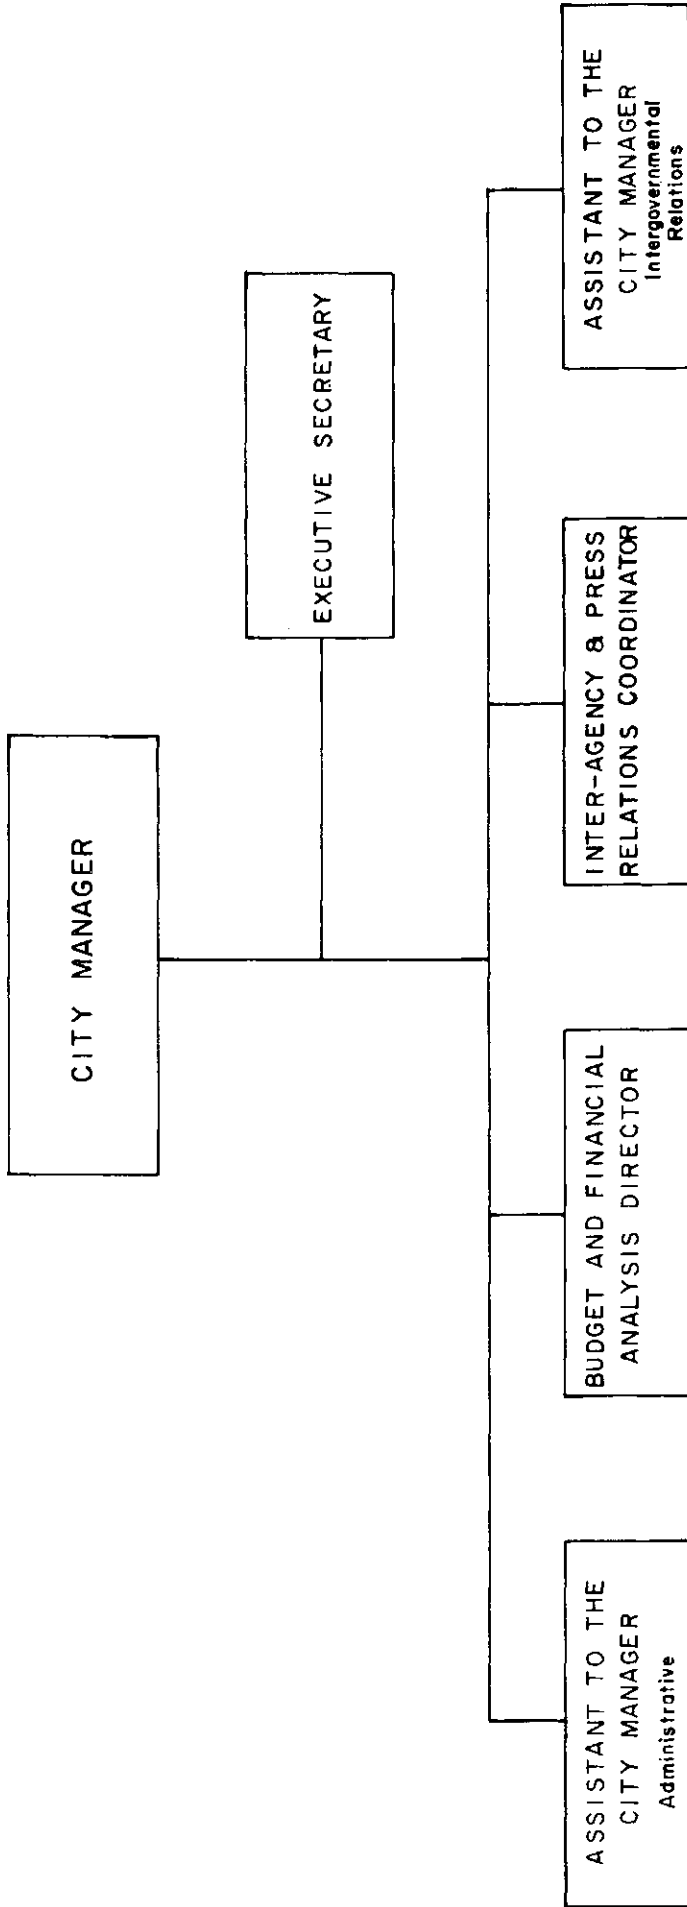 CITY MANAGER
EXECUTIVE SECRETARY
ASSISTANT TO THE
CITY MANAGER
Administrative
BUDGET AND FINANCIAL
ANALYSIS DIRECTOR
INTER-AGENCY & PRESS
RELATIONS COORDINATOR
ASSISTANT TO THE
CITY MANAGER
Intergovernmental
Relations